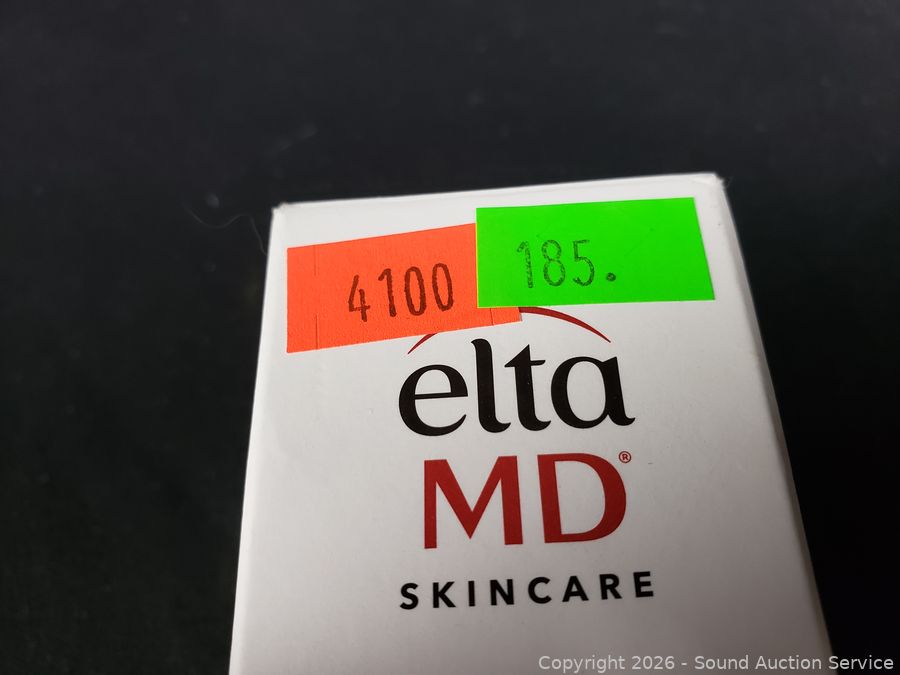 4100
185.
elta
MD®
SKINCARE
Copyright 2026 - Sound Auction Service